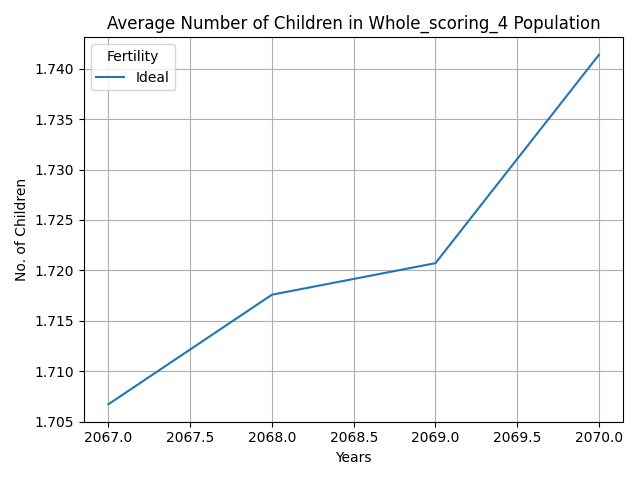 Average Number of Children in Whole_scoring_4 Population
Fertility
Ideal
No. of Children
1.740
1.735
1.730
1.725
1.720
1.715
1.710
1.705
2067.0 2067.5 2068.0 2068.5 2069.0 2069.5 2070.0
Years